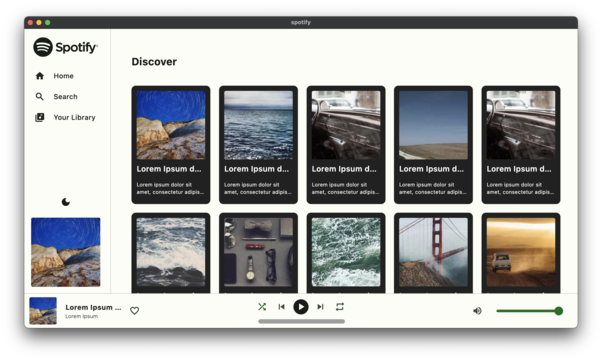 spotify
Spotify
Home
Search
Your Library
Discover
Lorem Ipsum d...
Lorem ipsum dolor sit
amet, consectetur adipis...
Lorem Ipsum d...
Lorem ipsum dolor sit
amet, consectetur adipis...
Lorem Ipsum d...
Lorem ipsum dolor sit
amet, consectetur adipis...
Lorem Ipsum d...
Lorem ipsum dolor sit
amet, consectetur adipis...
Lorem Ipsum d...
Lorem ipsum dolor sit
amet, consectetur adipis...
Lorem Ipsum ...
Lorem Ipsum